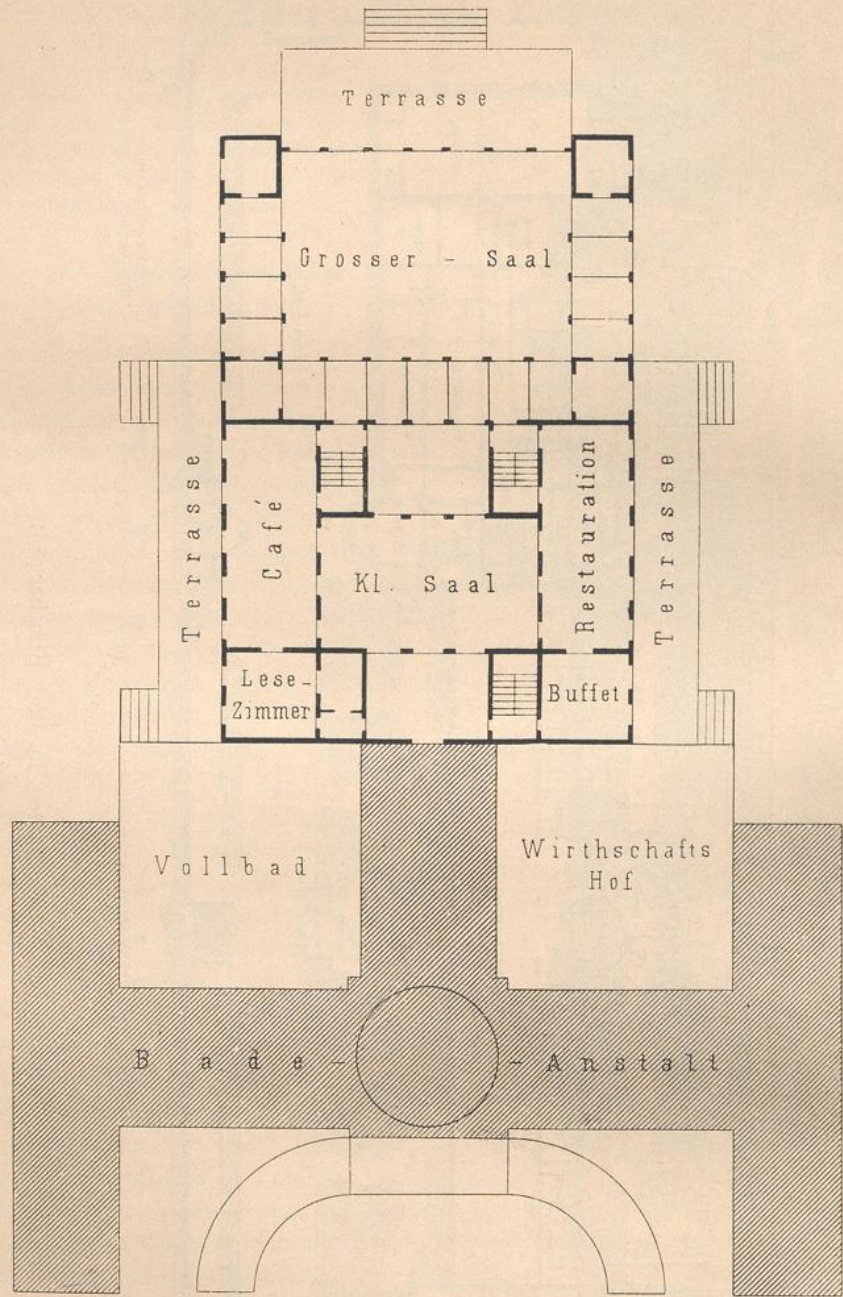 Terrasse
Grosser - Saal
Terrasse
Café
Kl. Saal
Restauration
Terrasse
Lese-
Zimmer
Buffet
Vollbad
Wirthschafts
Hof
Bade- -Anstalt